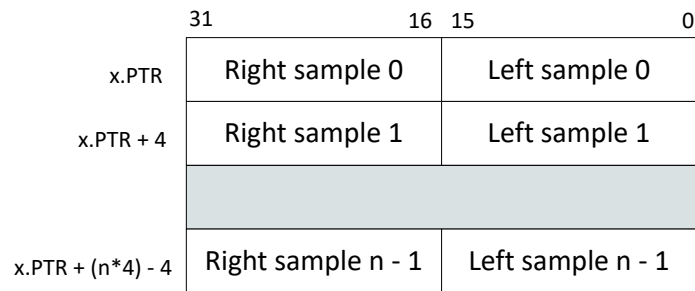 31 16 15 0
x.PTR Right sample 0 Left sample 0
x.PTR + 4 Right sample 1 Left sample 1
x.PTR + (n*4) - 4 Right sample n - 1 Left sample n - 1